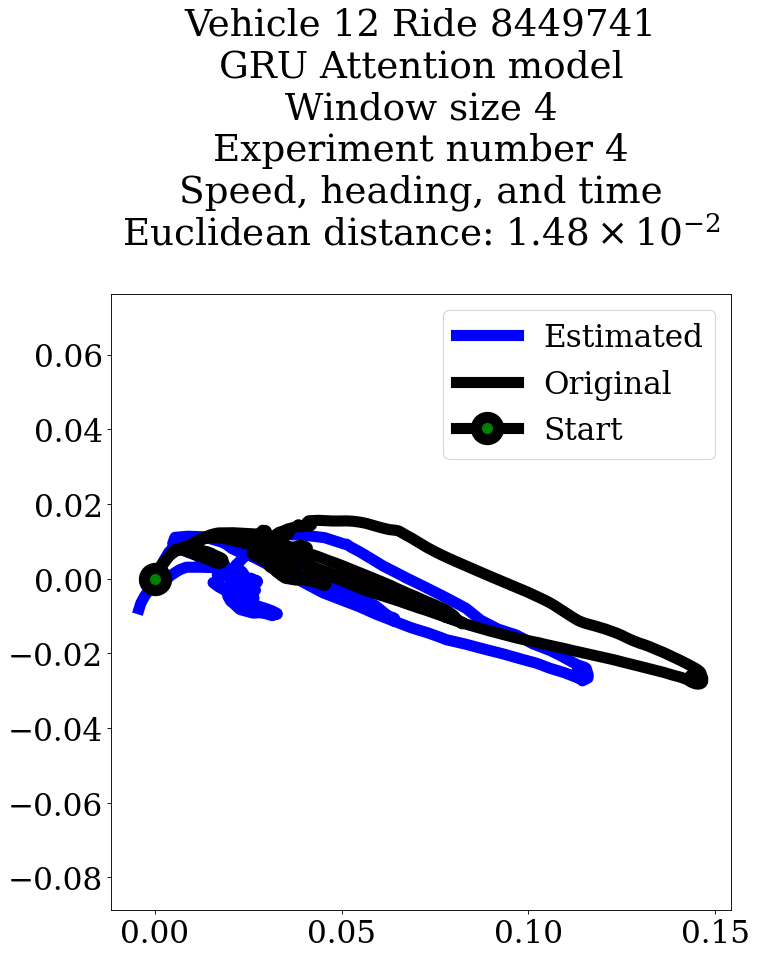 Vehicle 12 Ride 8449741
GRU Attention model
Window size 4
Experiment number 4
Speed, heading, and time
Euclidean distance: 1.48 × 10⁻²
Estimated
Original
Start
0.06
0.04
0.02
0.00
−0.02
−0.04
−0.06
−0.08
0.00 0.05 0.10 0.15